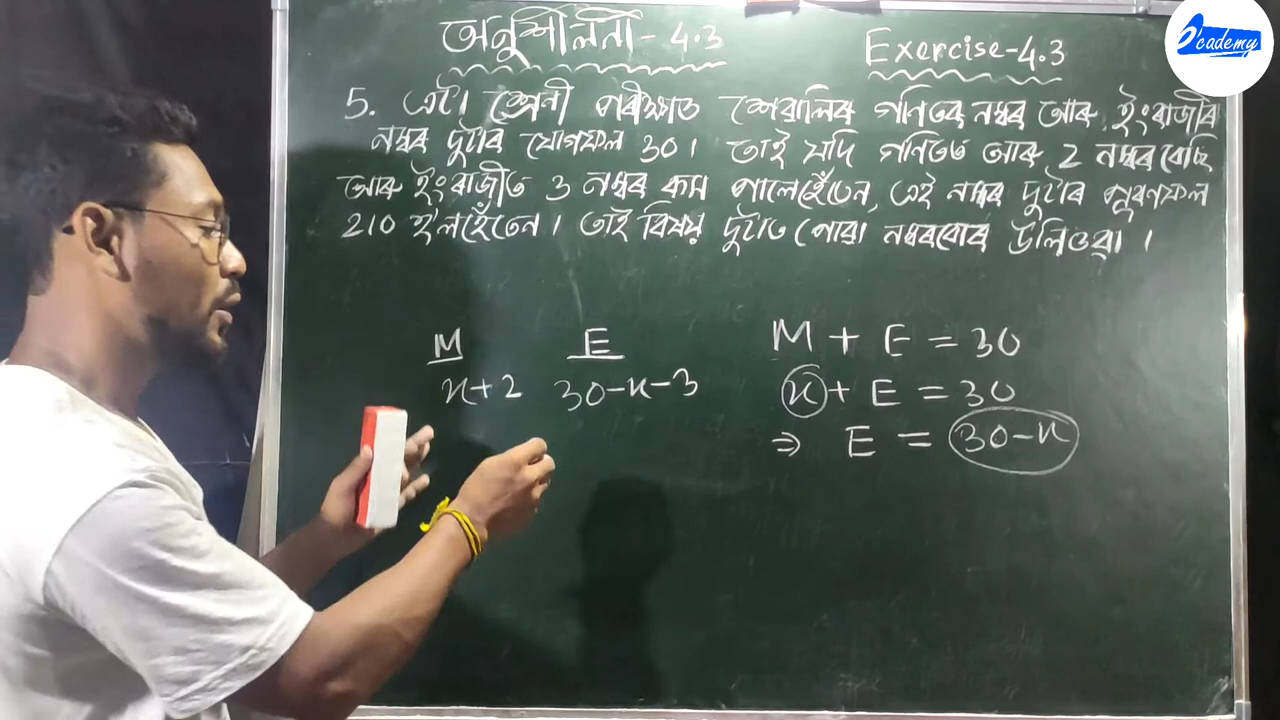 অনুশীলনী - 4.3
Exercise-4.3
5. এটা শ্ৰেণী পৰীক্ষাত শেৱালিৰ গণিতৰ নম্বৰ আৰু ইংৰাজীৰ
নম্বৰ দুটাৰ যোগফল 30। তাই যদি গণিতত আৰু 2 নম্বৰ বেছি
আৰু ইংৰাজীত 3 নম্বৰ কম পালেহেঁতেন, এই নম্বৰ দুটাৰ পূৰণফল
210 হ'লহেঁতেন। তাই বিষয় দুটাত পোৱা নম্বৰবোৰ উলিওৱা।
M E
x+2 30-x-3
M + E = 30
x + E = 30
⇒ E = 30-x
e'cademy